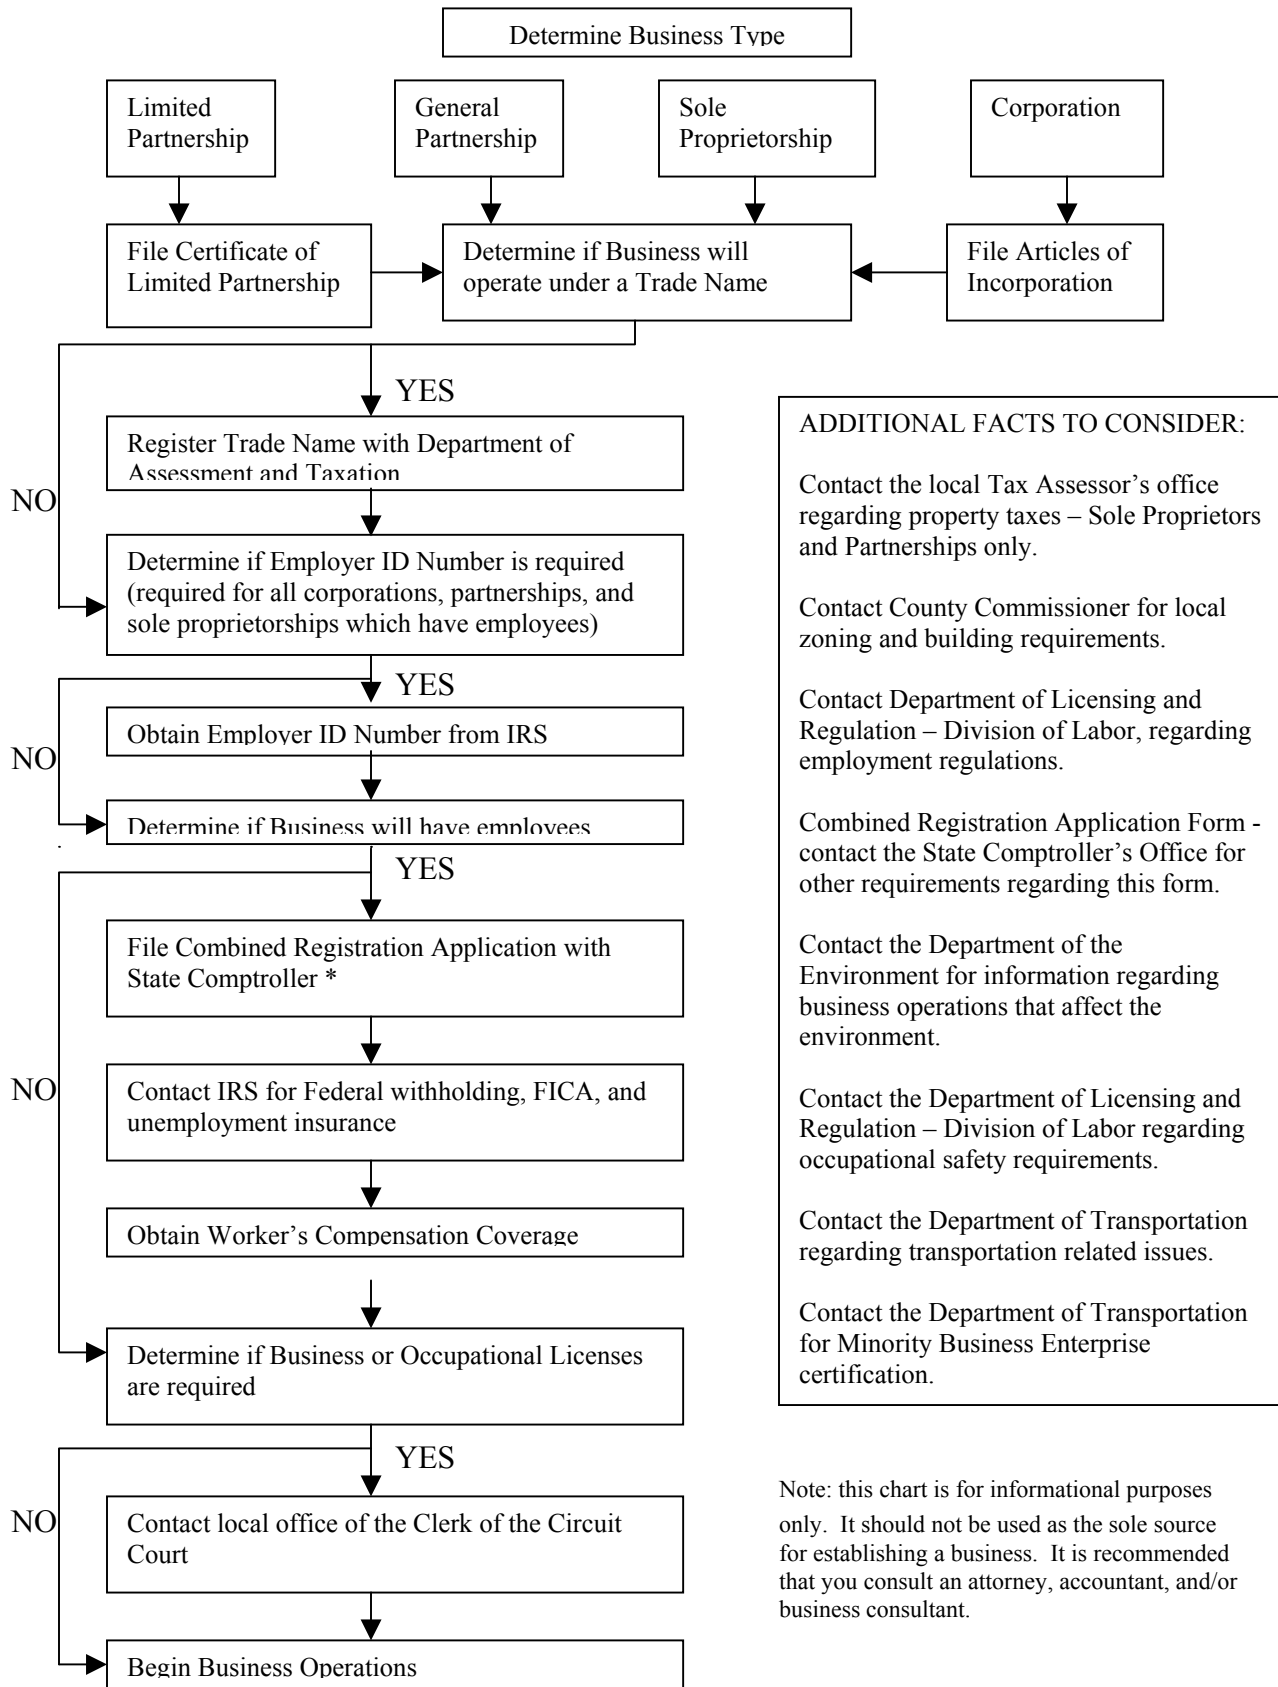 Determine Business Type
Limited
Partnership
General
Partnership
Sole
Proprietorship
Corporation
File Certificate of
Limited Partnership
Determine if Business will
operate under a Trade Name
File Articles of
Incorporation
YES
Register Trade Name with Department of
Assessment and Taxation
NO
Determine if Employer ID Number is required
(required for all corporations, partnerships, and
sole proprietorships which have employees)
YES
Obtain Employer ID Number from IRS
NO
Determine if Business will have employees
YES
File Combined Registration Application with
State Comptroller *
NO
Contact IRS for Federal withholding, FICA, and
unemployment insurance
Obtain Worker’s Compensation Coverage
Determine if Business or Occupational Licenses
are required
YES
NO
Contact local office of the Clerk of the Circuit
Court
Begin Business Operations
ADDITIONAL FACTS TO CONSIDER:
Contact the local Tax Assessor’s office
regarding property taxes – Sole Proprietors
and Partnerships only.
Contact County Commissioner for local
zoning and building requirements.
Contact Department of Licensing and
Regulation – Division of Labor, regarding
employment regulations.
Combined Registration Application Form -
contact the State Comptroller’s Office for
other requirements regarding this form.
Contact the Department of the
Environment for information regarding
business operations that affect the
environment.
Contact the Department of Licensing and
Regulation – Division of Labor regarding
occupational safety requirements.
Contact the Department of Transportation
regarding transportation related issues.
Contact the Department of Transportation
for Minority Business Enterprise
certification.
Note: this chart is for informational purposes
only.  It should not be used as the sole source
for establishing a business.  It is recommended
that you consult an attorney, accountant, and/or
business consultant.